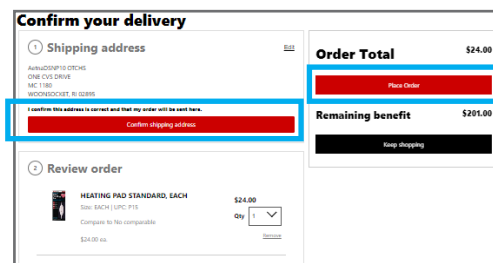 Confirm your delivery
1 Shipping address
Edit
AetnaDSNP10 OTCHS
ONE CVS DRIVE
MC 1180
WOONSOCKET, RI 02895
I confirm this address is correct and that my order will be sent here.
Confirm shipping address
2 Review order
HEATING PAD STANDARD, EACH
Size: EACH | UPC: P15
Compare to No comparable
$24.00 ea.
$24.00
Qty 1
Remove
Order Total $24.00
Place Order
Remaining benefit $201.00
Keep shopping